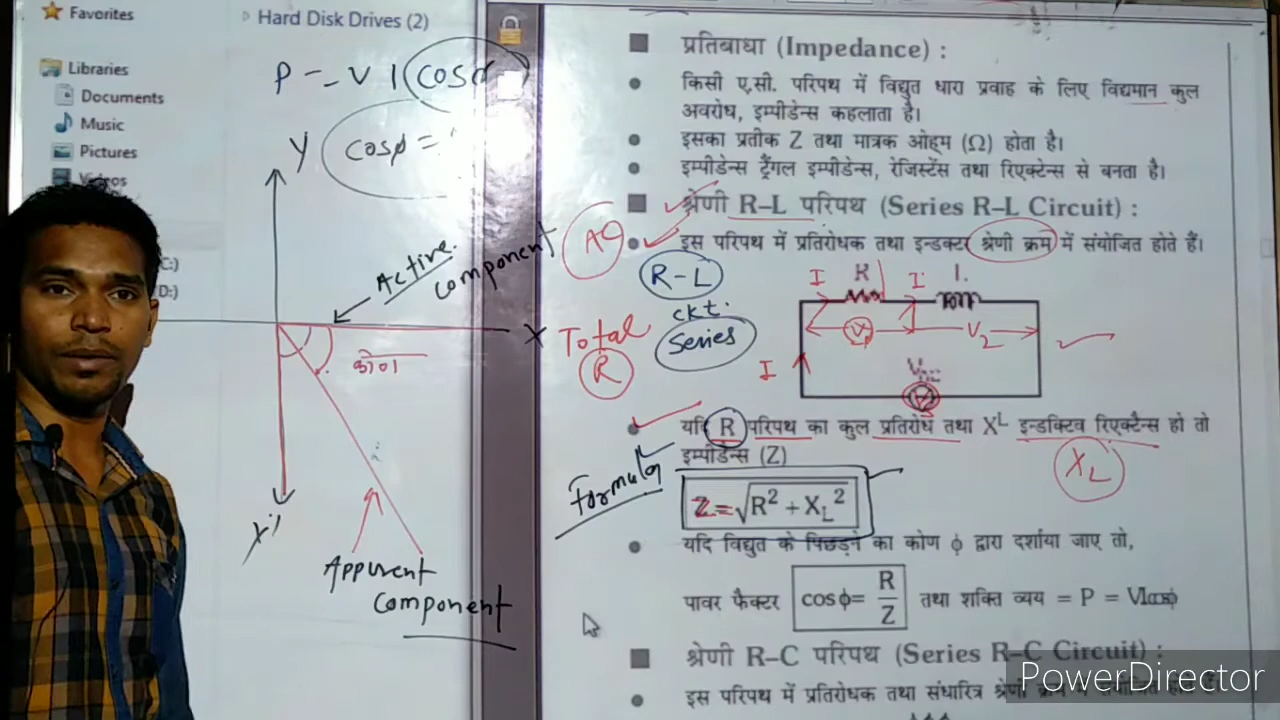 Favorites
Hard Disk Drives (2)
Libraries
Documents
Music
Pictures
Videos
C:)
D:)
P = V I cosφ
cosφ =
Y
X
Active component
कोण
Appurent component
AC
R-L
ckt.
Series
Total
R
Formula
प्रतिबाधा (Impedance) :
किसी ए.सी. परिपथ में विद्युत धारा प्रवाह के लिए विद्यमान कुल
अवरोध, इम्पीडेन्स कहलाता है।
इसका प्रतीक Z तथा मात्रक ओह्म (Ω) होता है।
इम्पीडेन्स ट्रैंगल इम्पीडेन्स, रेजिस्टेंस तथा रिएक्टेन्स से बनता है।
श्रेणी R-L परिपथ (Series R-L Circuit) :
इस परिपथ में प्रतिरोधक तथा इन्डक्टर श्रेणी क्रम में संयोजित होते हैं।
I R I L
V₂
I
यदि R परिपथ का कुल प्रतिरोध तथा Xᴸ इन्डक्टिव रिएक्टैन्स हो तो
इम्पीडेन्स (Z)
X_L
Z=√R² + X_L²
यदि विद्युत के पिछड़ने का कोण ϕ द्वारा दर्शाया जाए तो,
पावर फैक्टर cosϕ= R/Z तथा शक्ति व्यय = P = VIcosϕ
श्रेणी R-C परिपथ (Series R-C Circuit) :
इस परिपथ में प्रतिरोधक तथा संधारित्र श्रेणी
PowerDirector